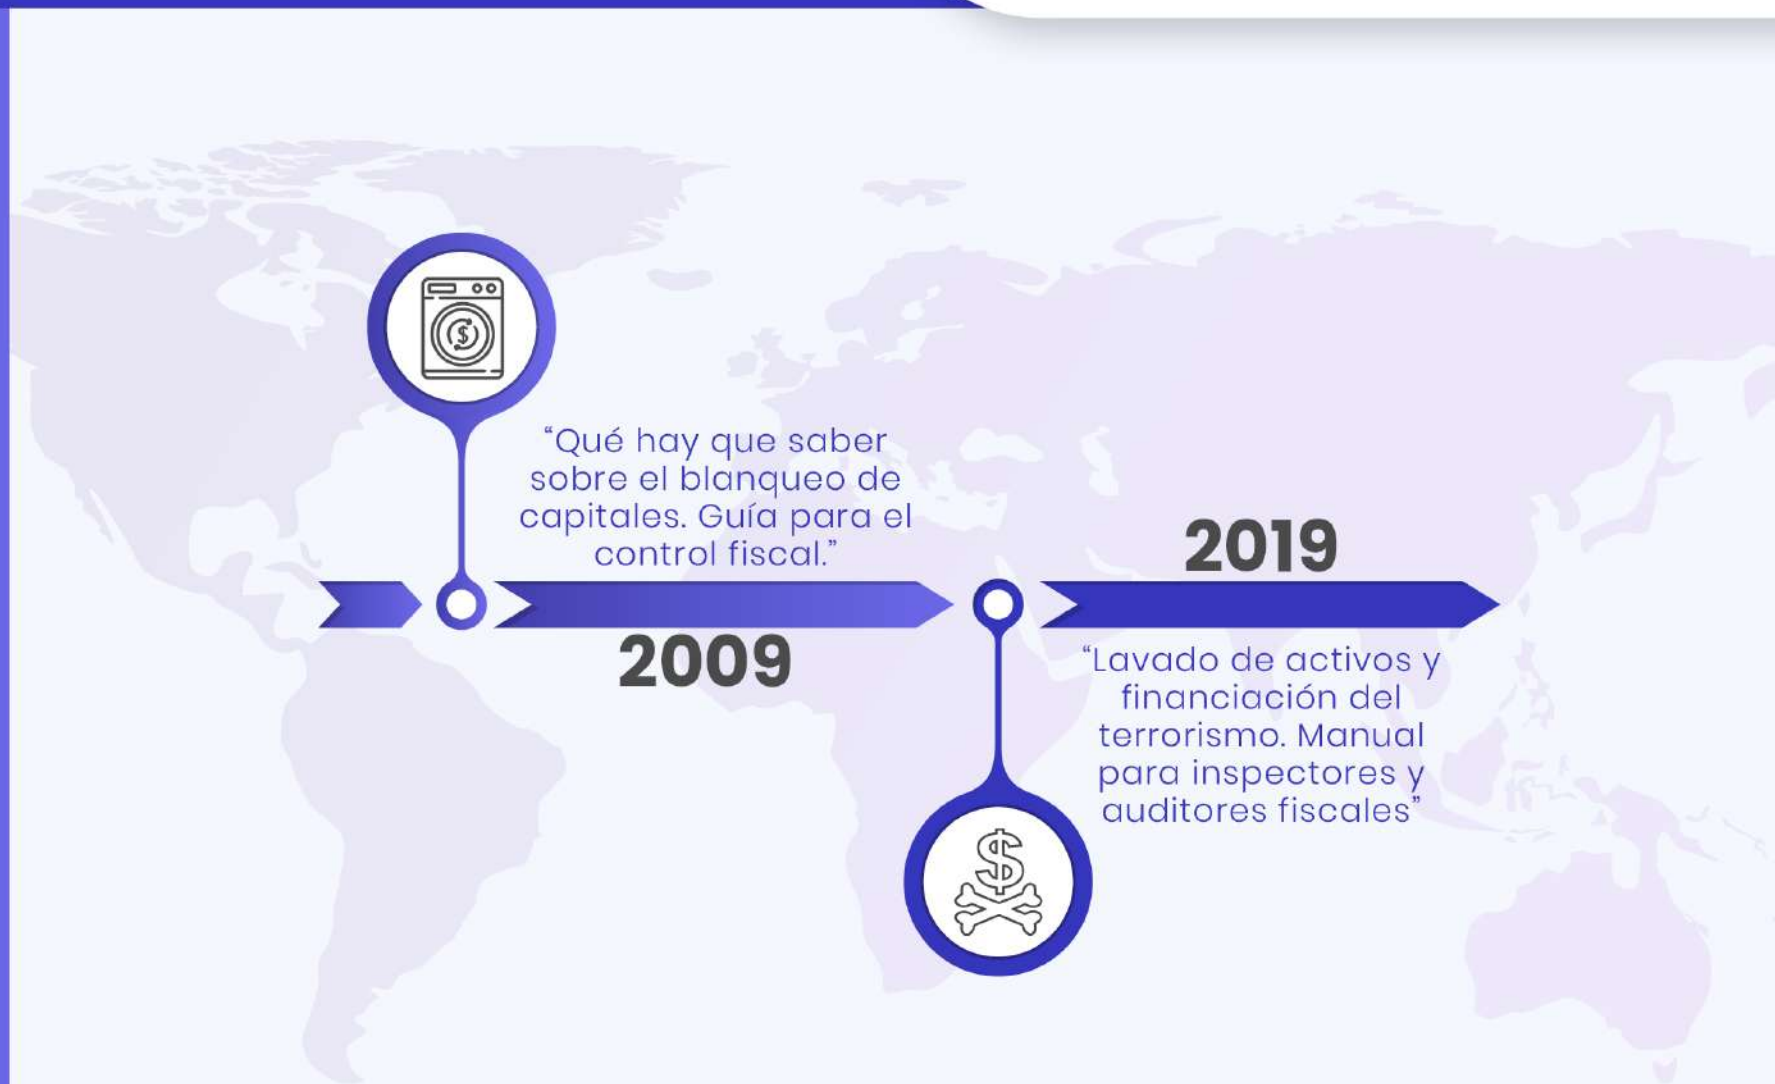 “Qué hay que saber
sobre el blanqueo de
capitales. Guía para el
control fiscal.”
2009
2019
“Lavado de activos y
financiación del
terrorismo. Manual
para inspectores y
auditores fiscales”